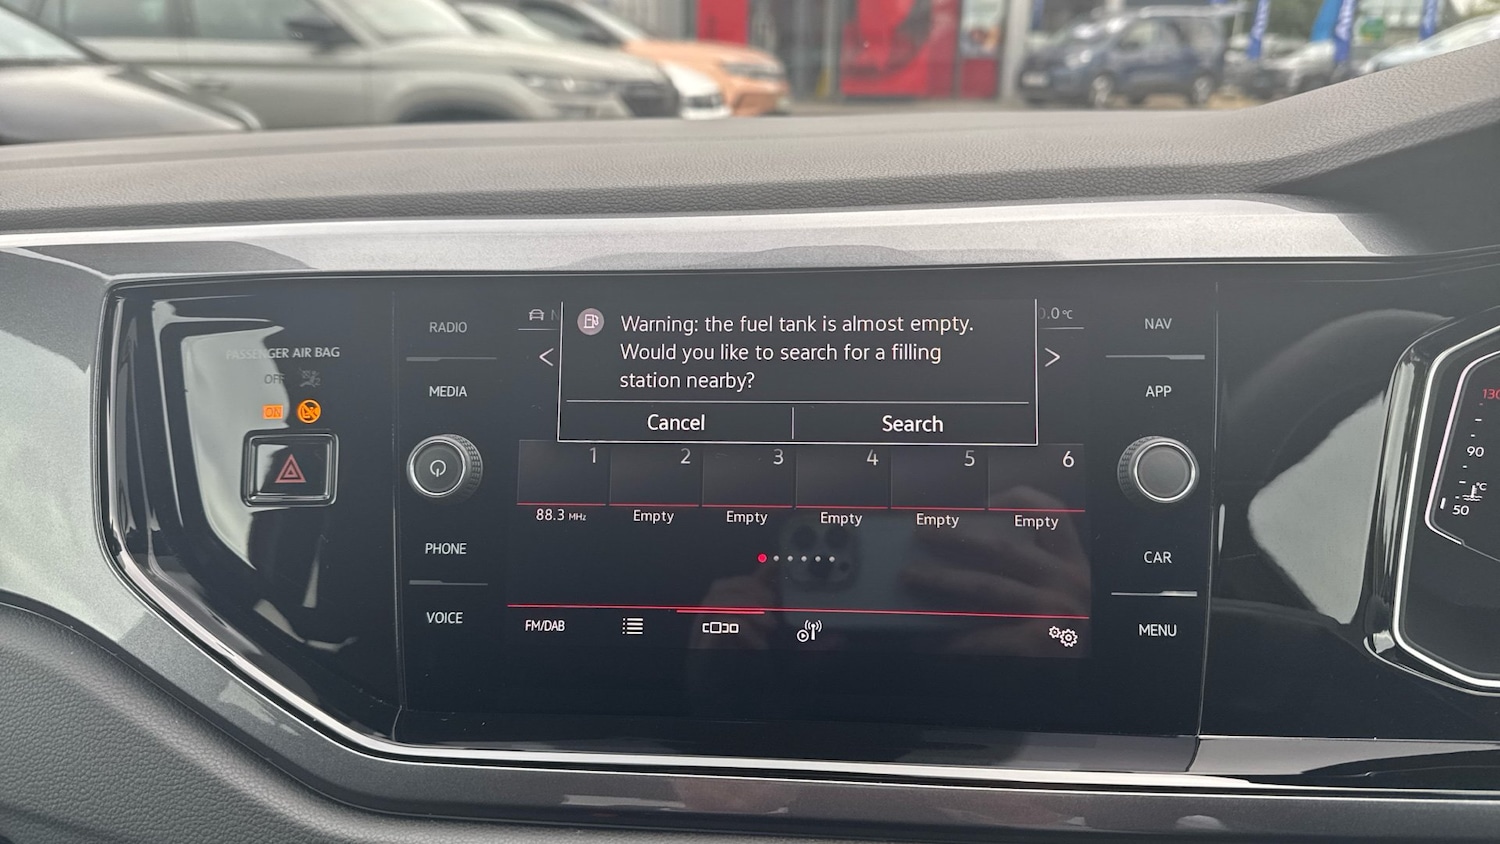 RADIO
MEDIA
PHONE
VOICE
PASSENGER AIR BAG
OFF
ON
Warning: the fuel tank is almost empty.
Would you like to search for a filling
station nearby?
Cancel
Search
.0°C
1 2 3 4 5 6
88.3 MHz Empty Empty Empty Empty Empty
FM/DAB
NAV
APP
CAR
MENU
130
90
°C
50